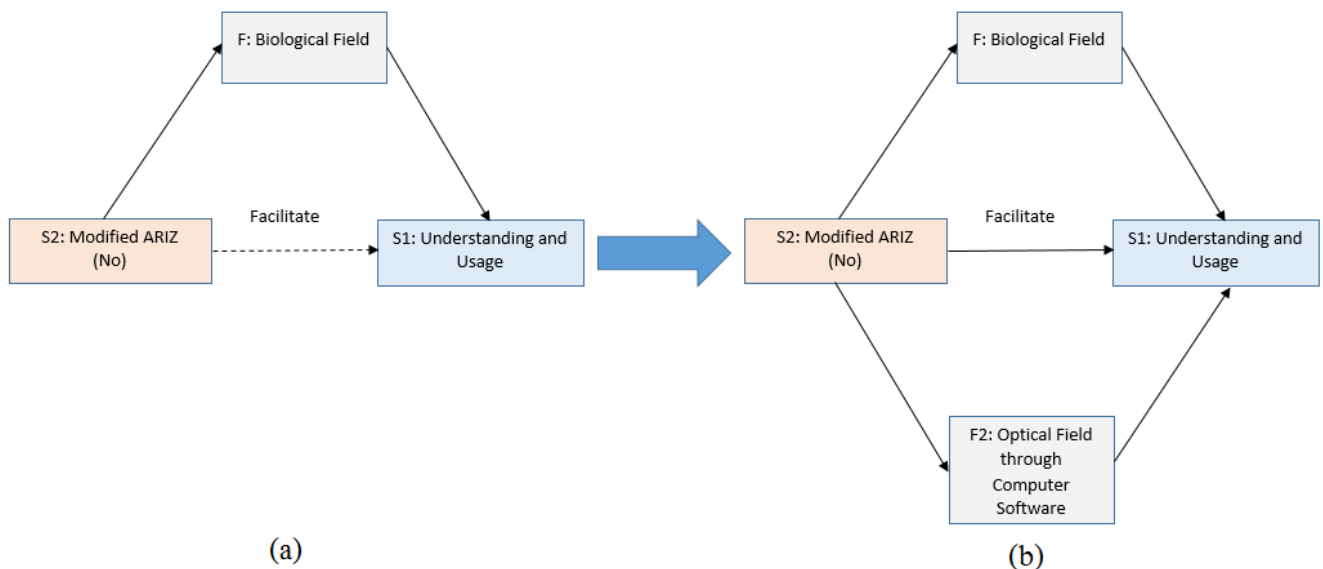 F: Biological Field
Facilitate
S2: Modified ARIZ
(No)
S1: Understanding and
Usage
(a)
F: Biological Field
Facilitate
S2: Modified ARIZ
(No)
S1: Understanding and
Usage
F2: Optical Field
through
Computer
Software
(b)